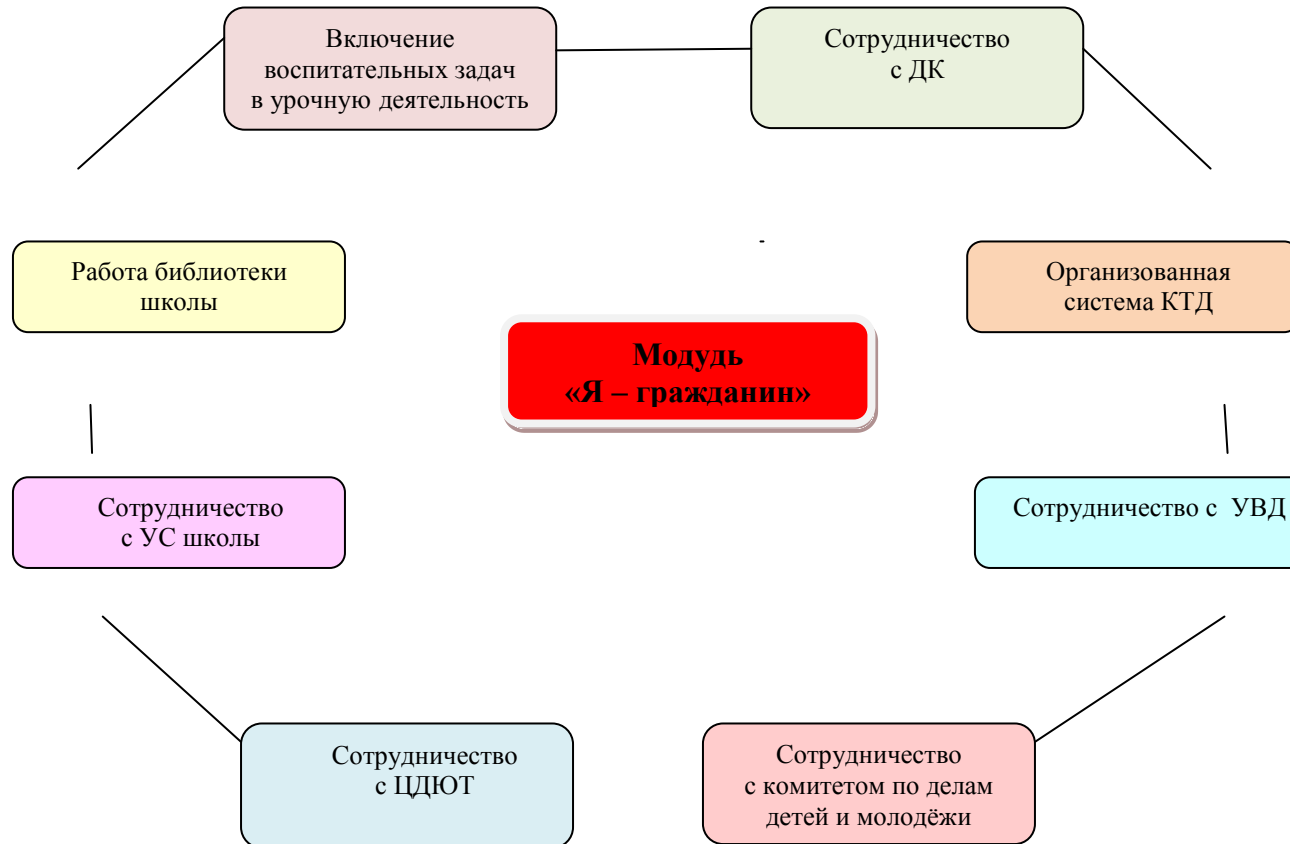 Включение
воспитательных задач
в урочную деятельность
Сотрудничество
с ДК
Работа библиотеки
школы
Организованная
система КТД
Модудь
«Я – гражданин»
Сотрудничество
с УС школы
Сотрудничество с УВД
Сотрудничество
с ЦДЮТ
Сотрудничество
с комитетом по делам
детей и молодёжи